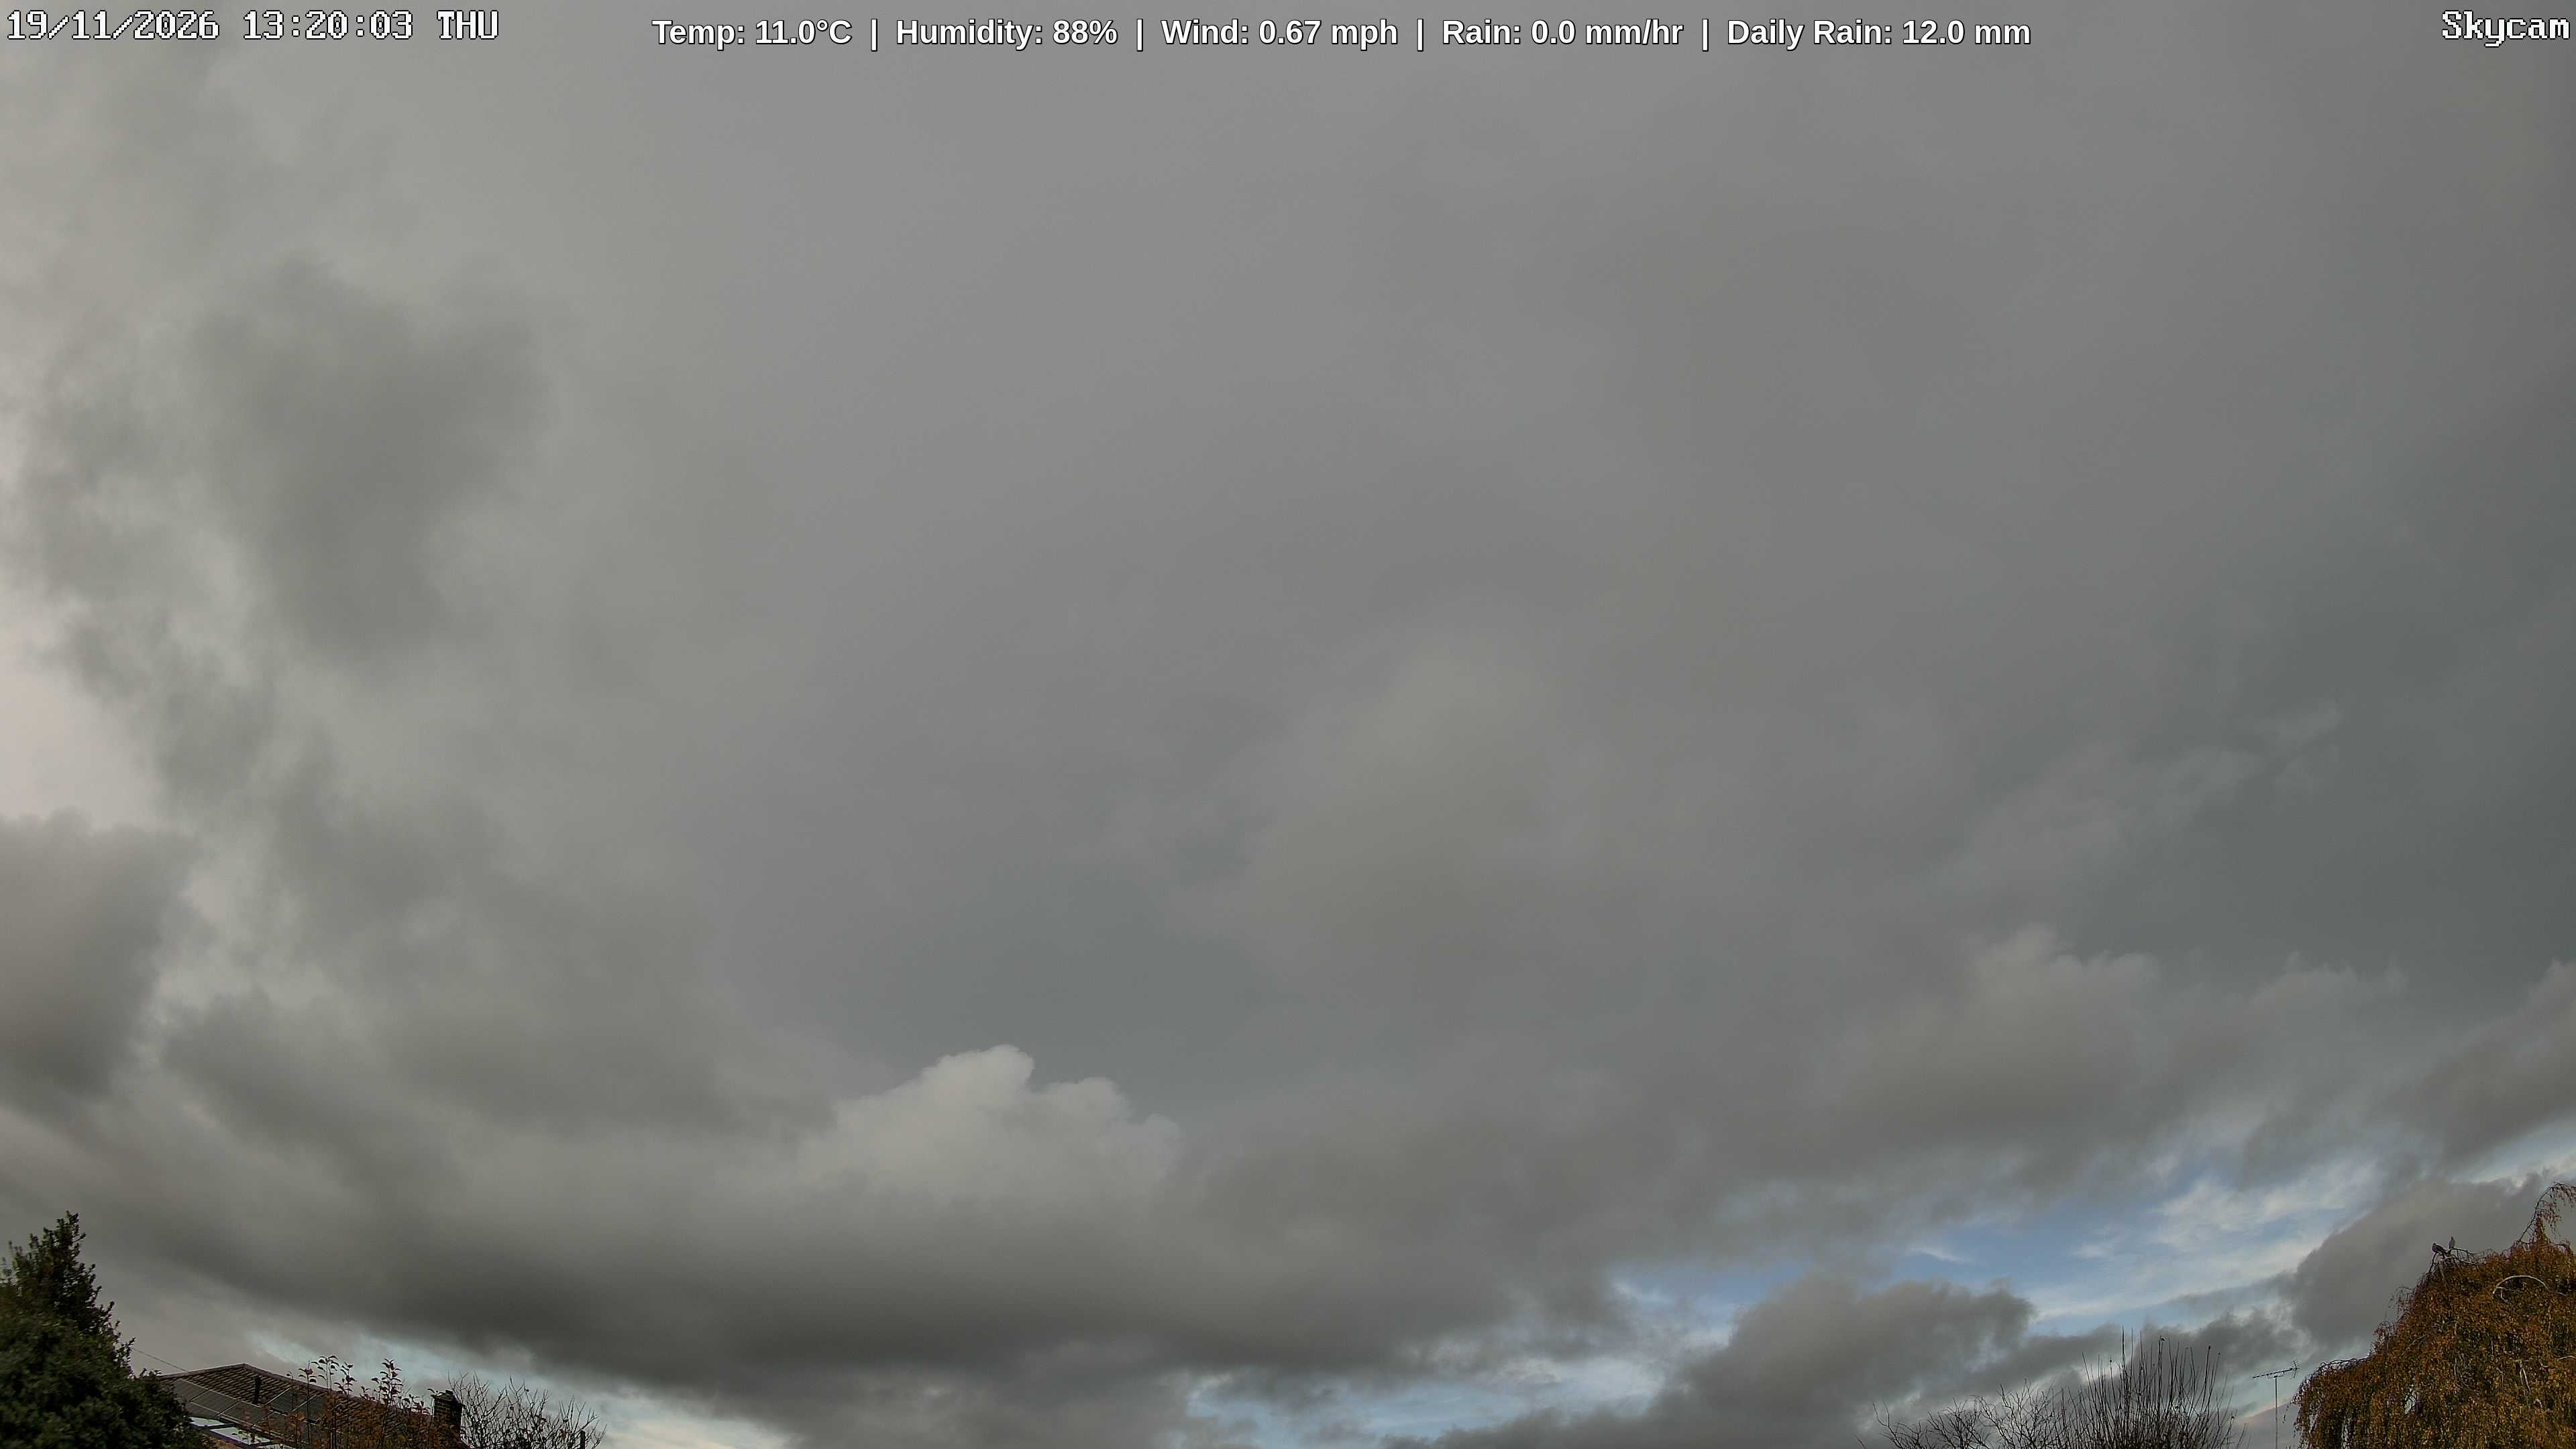 19/11/2026 13:20:03 THU
Temp: 11.0°C | Humidity: 88% | Wind: 0.67 mph | Rain: 0.0 mm/hr | Daily Rain: 12.0 mm
Skycam